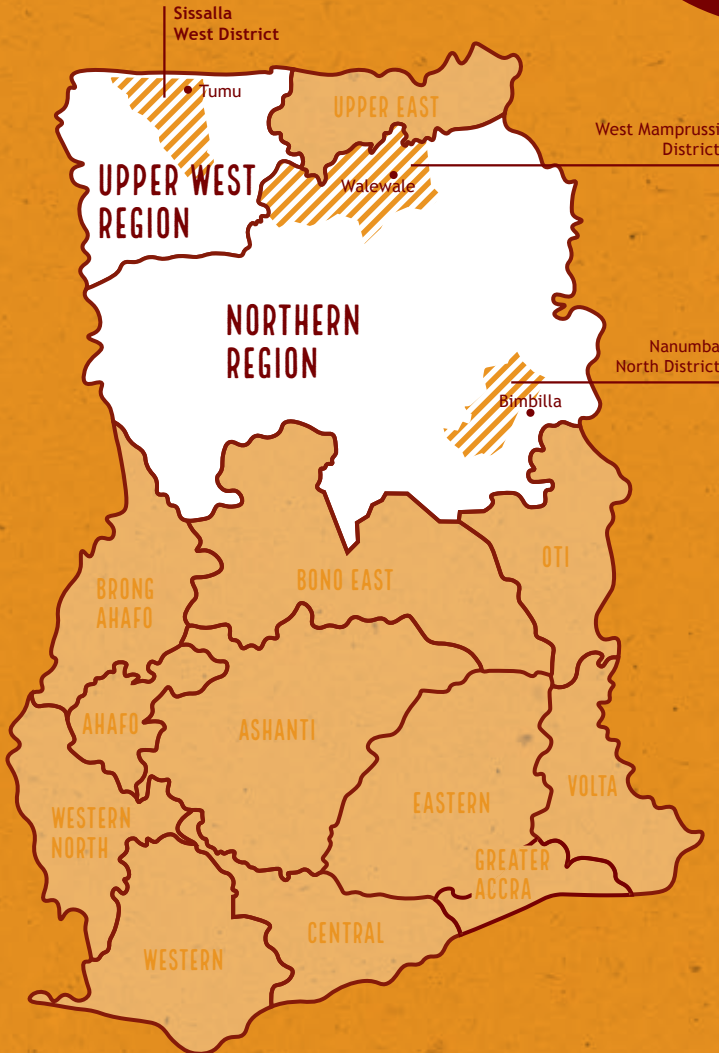 Sissalla
West District
Tumu
UPPER EAST
West Mamprussi
District
UPPER WEST
REGION
Walewale
NORTHERN
REGION
Nanumba
North District
Bimbilla
OTI
BONO EAST
BRONG
AHAFO
AHAFO
ASHANTI
EASTERN
VOLTA
WESTERN
NORTH
GREATER
ACCRA
CENTRAL
WESTERN